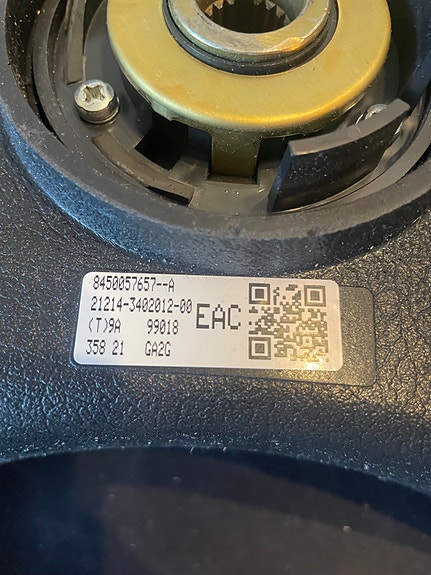 8450057657--A
21214-3402012-00
(T)9A 99018 EAC
358 21 GA2G